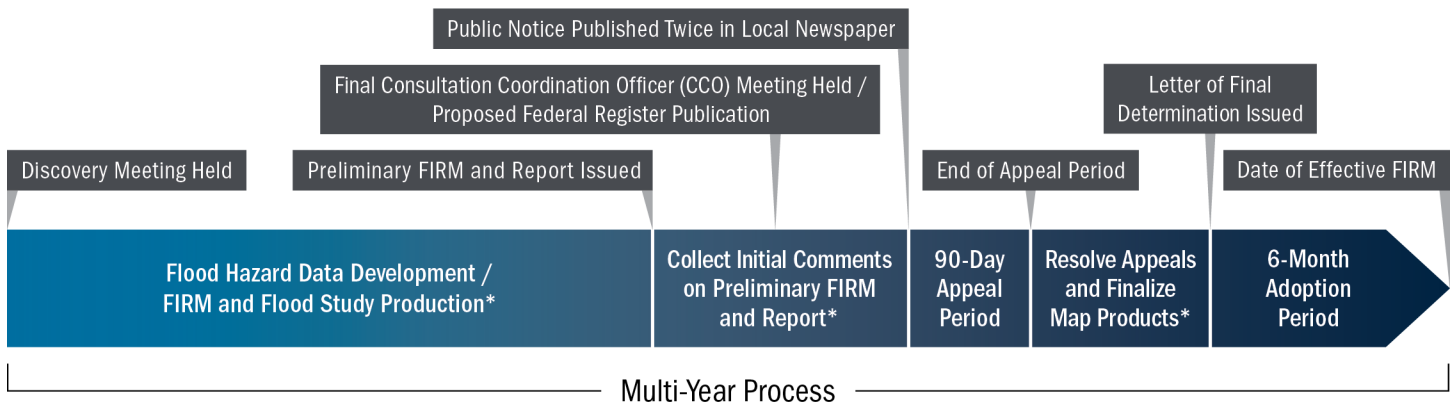 Public Notice Published Twice in Local Newspaper
Final Consultation Coordination Officer (CCO) Meeting Held /
Proposed Federal Register Publication
Letter of Final
Determination Issued
Discovery Meeting Held
Preliminary FIRM and Report Issued
End of Appeal Period
Date of Effective FIRM
Flood Hazard Data Development /
FIRM and Flood Study Production*
Collect Initial Comments
on Preliminary FIRM
and Report*
90-Day
Appeal
Period
Resolve Appeals
and Finalize
Map Products*
6-Month
Adoption
Period
Multi-Year Process